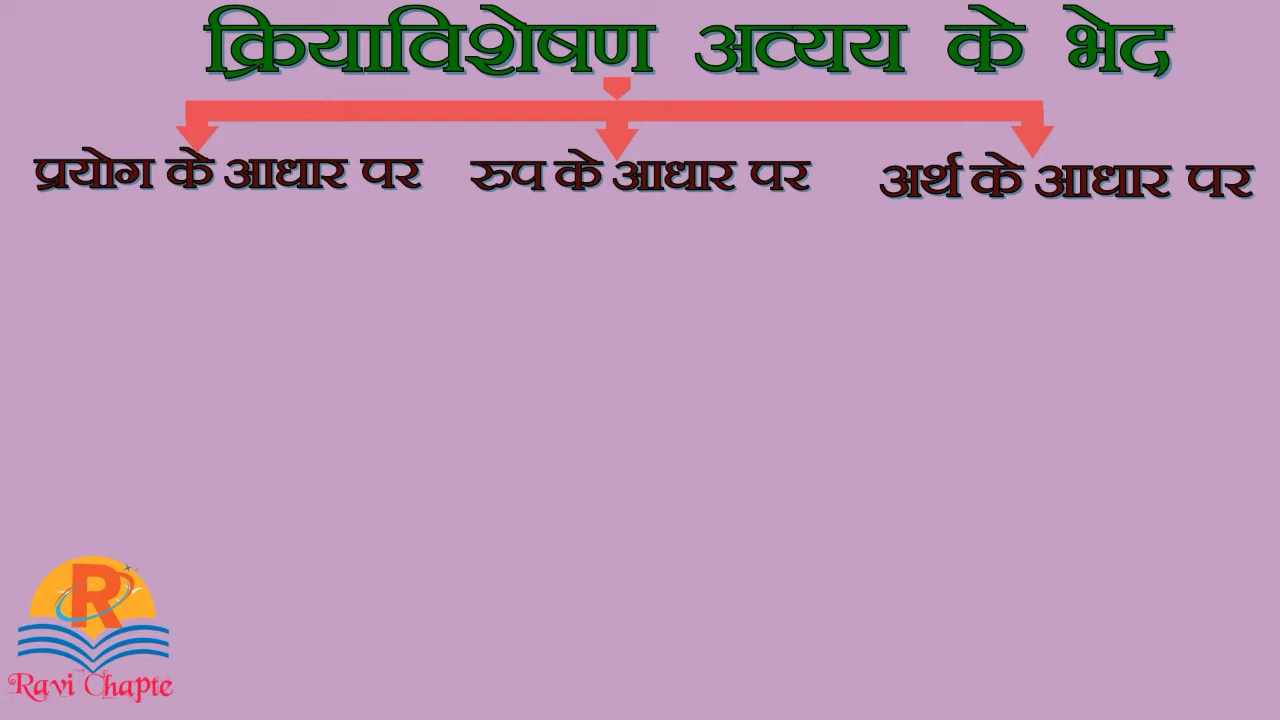 क्रियाविशेषण अव्यय के भेद
प्रयोग के आधार पर
रुप के आधार पर
अर्थ के आधार पर
Ravi Chapte